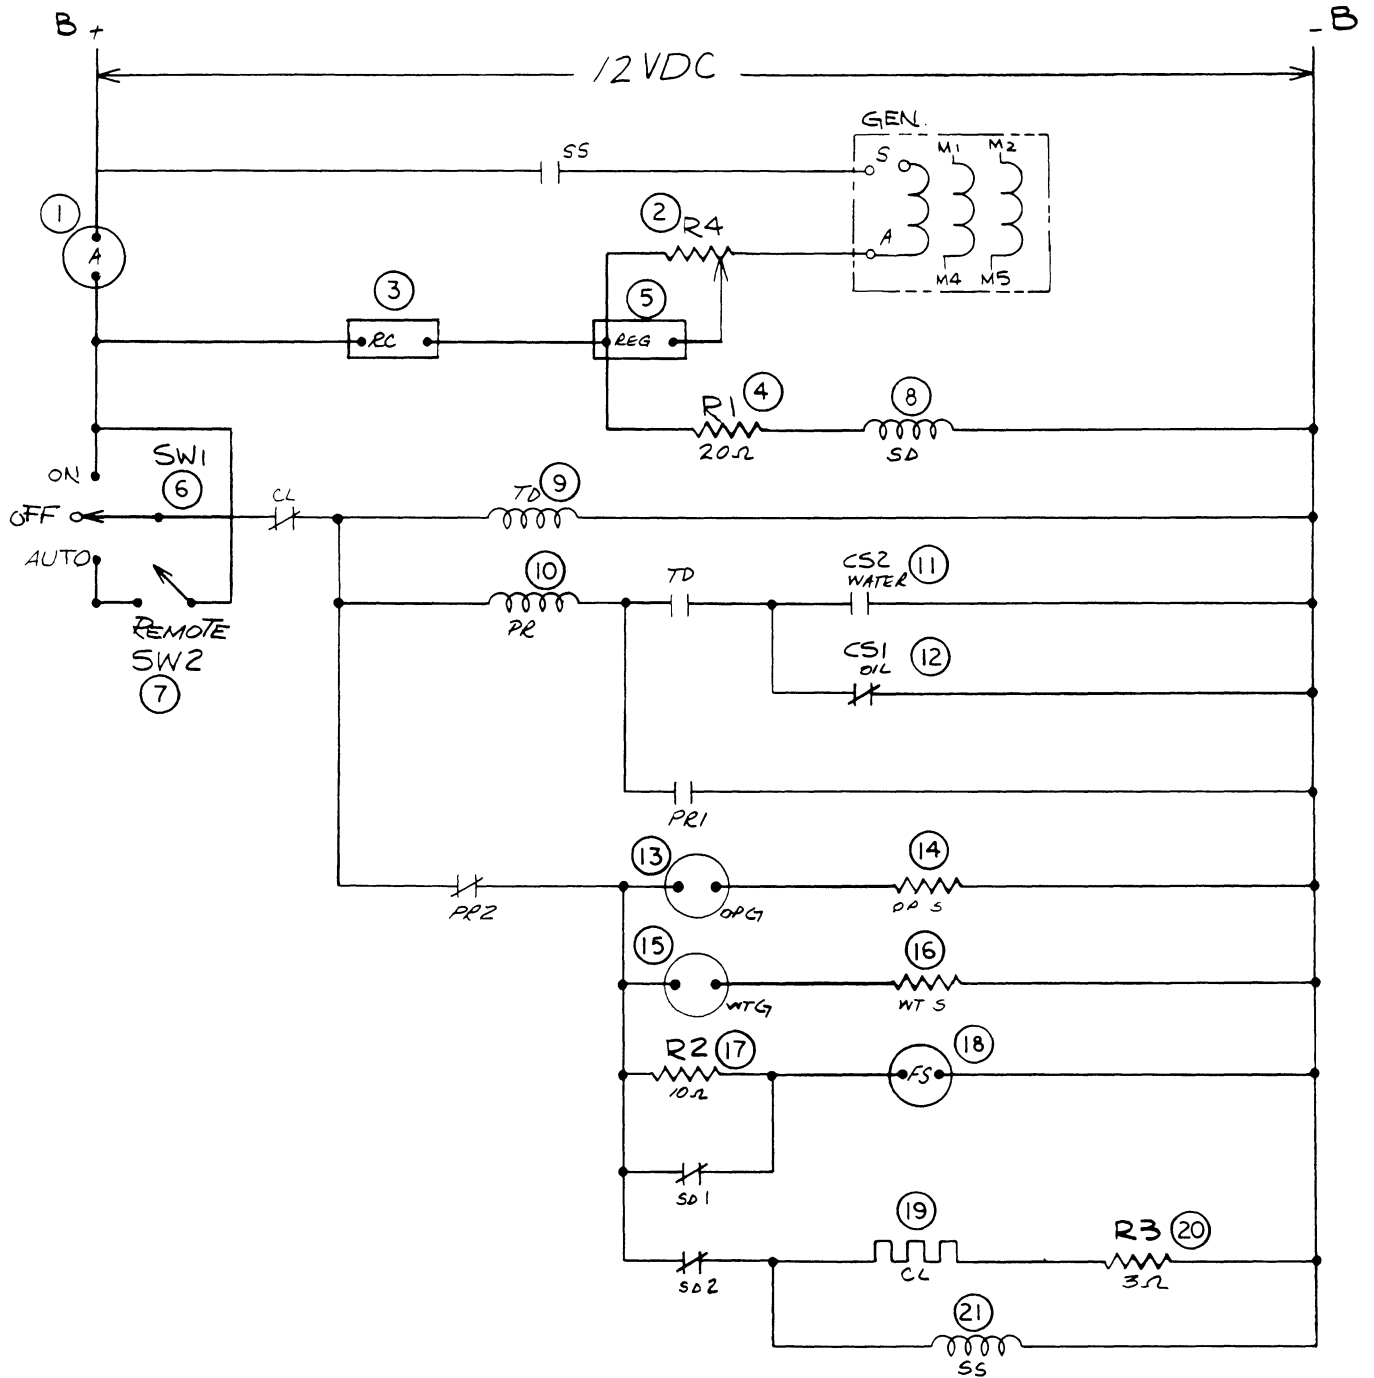 B +
- B
12 VDC
GEN.
SS
S
M1
M2
1
2
R4
A
A
M4
M5
3
5
RC
REG
R1
4
8
20Ω
SD
ON
SW1
6
CL
TD
9
OFF
AUTO
10
TD
CS2
11
WATER
PR
REMOTE
SW2
7
CS1
12
OIL
PR1
13
14
PR2
OPG
OP S
15
16
WTG
WT S
R2
17
18
10Ω
FS
SD1
19
R3
20
SD2
CL
3Ω
21
SS